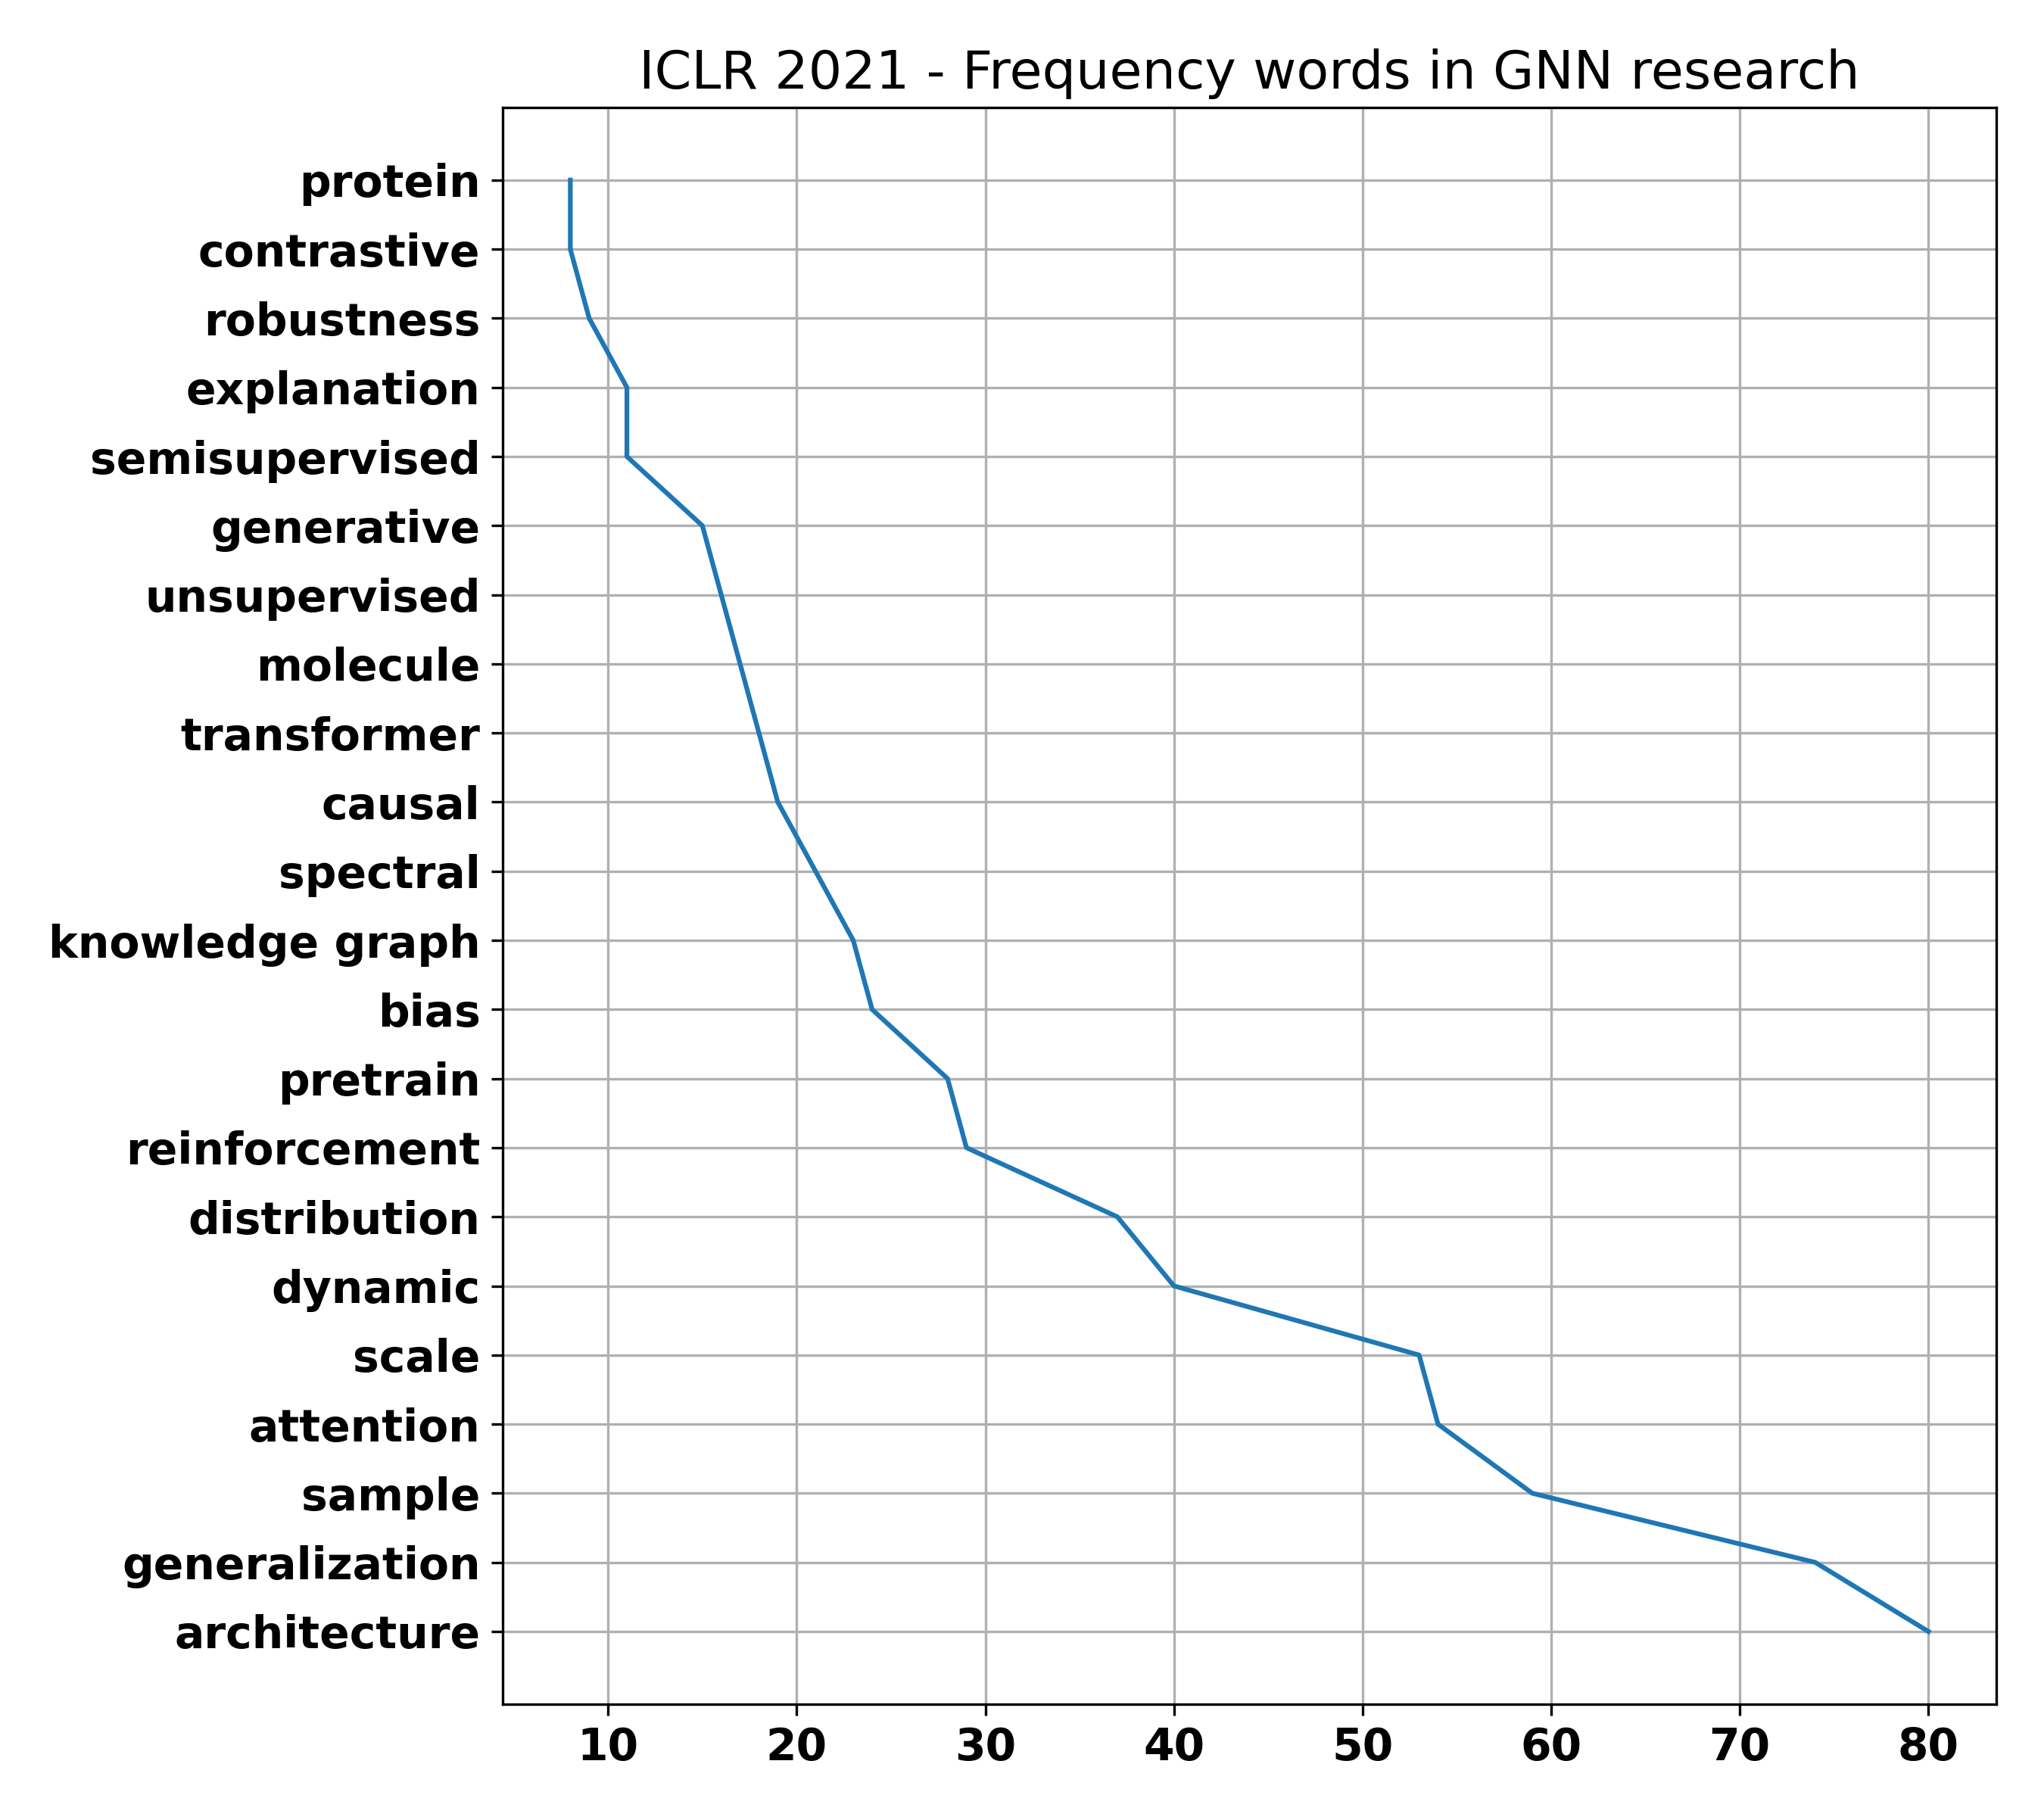 ICLR 2021 - Frequency words in GNN research
protein
contrastive
robustness
explanation
semisupervised
generative
unsupervised
molecule
transformer
causal
spectral
knowledge graph
bias
pretrain
reinforcement
distribution
dynamic
scale
attention
sample
generalization
architecture
10 20 30 40 50 60 70 80